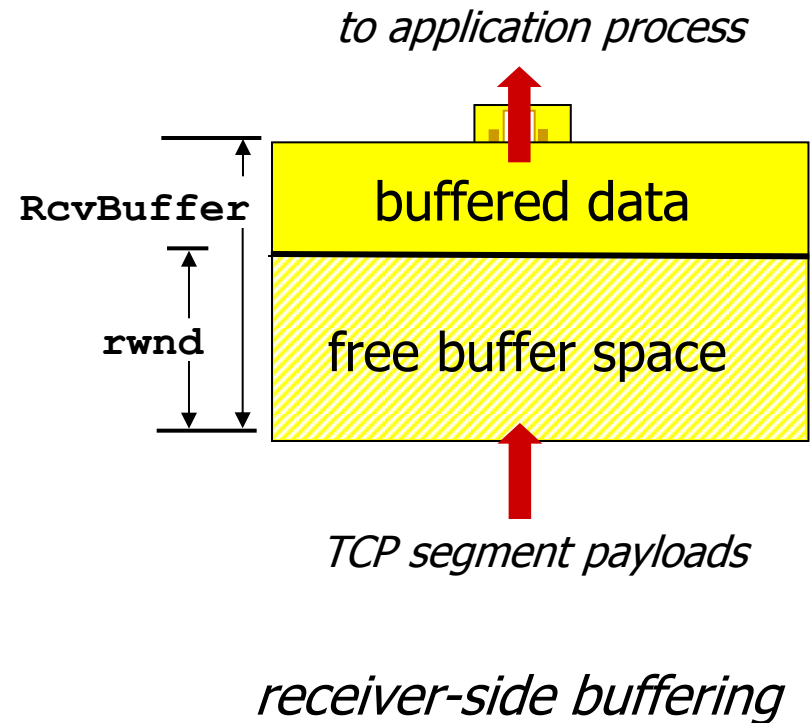 to application process
RcvBuffer
buffered data
rwnd
free buffer space
TCP segment payloads
receiver-side buffering